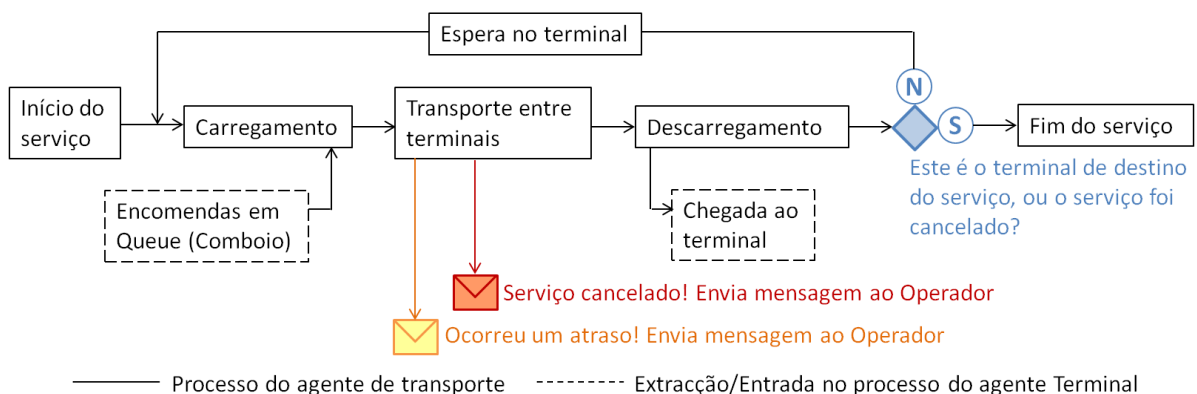 Espera no terminal
Início do
serviço
Carregamento
Transporte entre
terminais
Descarregamento
N
S
Fim do serviço
Encomendas em
Queue (Comboio)
Chegada ao
terminal
Este é o terminal de destino
do serviço, ou o serviço foi
cancelado?
Serviço cancelado! Envia mensagem ao Operador
Ocorreu um atraso! Envia mensagem ao Operador
Processo do agente de transporte
Extracção/Entrada no processo do agente Terminal